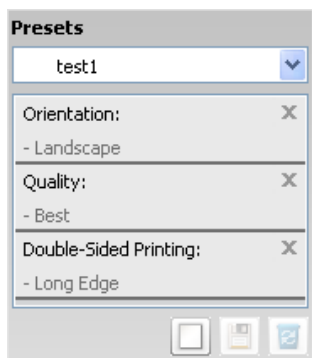 Presets
test1
Orientation:
- Landscape
Quality:
- Best
Double-Sided Printing:
- Long Edge